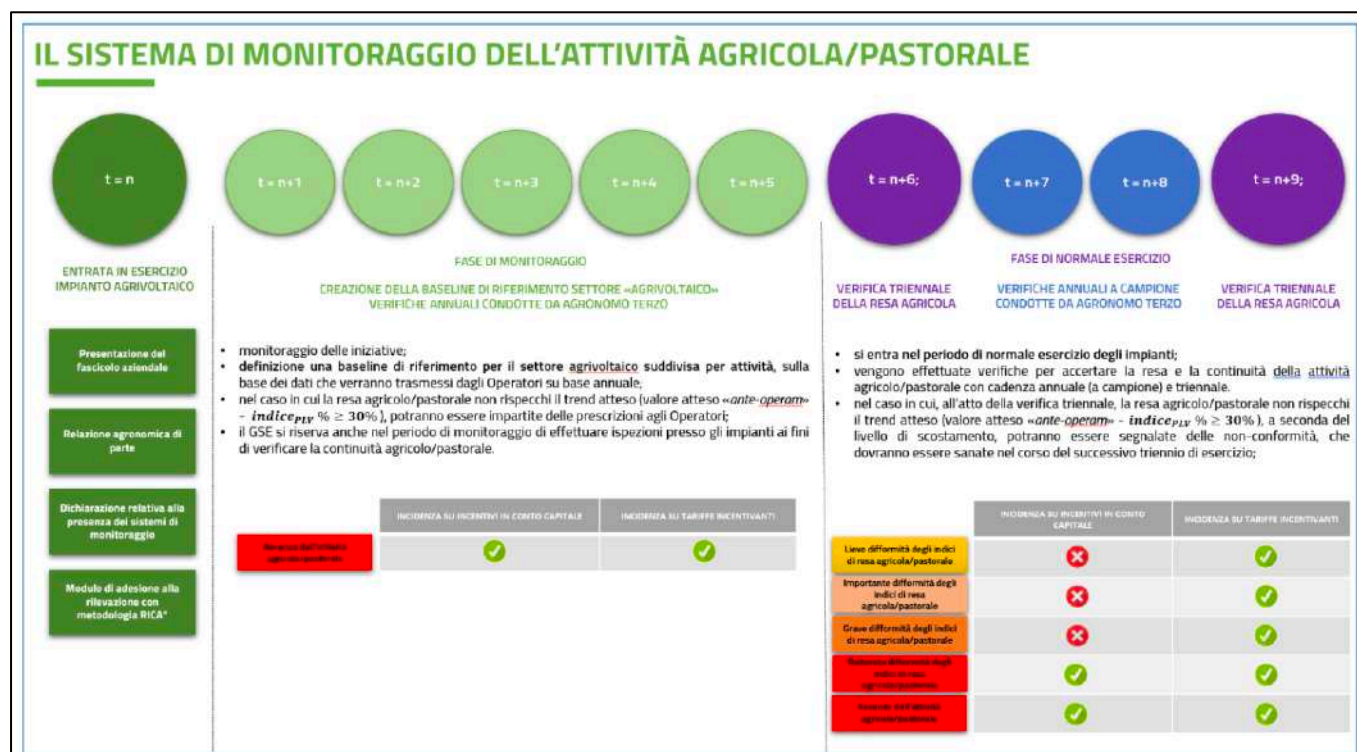 IL SISTEMA DI MONITORAGGIO DELL'ATTIVITÀ AGRICOLA/PASTORALE
t = n
t = n+1
t = n+2
t = n+3
t = n+4
t = n+5
t = n+6;
t = n+7
t = n+8
t = n+9;
ENTRATA IN ESERCIZIO
IMPIANTO AGRIVOLTAICO
Presentazione del
fascicolo aziendale
Relazione agronomica di
parte
Dichiarazione relativa alla
presenza dei sistemi di
monitoraggio
Modulo di adesione alla
rilevazione con
metodologia RICA*
FASE DI MONITORAGGIO
CREAZIONE DELLA BASELINE DI RIFERIMENTO SETTORE «AGRIVOLTAICO»
VERIFICHE ANNUALI CONDOTTE DA AGRONOMO TERZO
• monitoraggio delle iniziative;
• definizione una baseline di riferimento per il settore agrivoltaico suddivisa per attività, sulla
base dei dati che verranno trasmessi dagli Operatori su base annuale,
• nel caso in cui la resa agricolo/pastorale non rispecchi il trend atteso (valore atteso «ante-operam»
- indicePLV % ≥ 30%), potranno essere impartite delle prescrizioni agli Operatori;
• il GSE si riserva anche nel periodo di monitoraggio di effettuare ispezioni presso gli impianti ai fini
di verificare la continuità agricolo/pastorale.
INCIDENZA SU INCENTIVI IN CONTO CAPITALE
INCIDENZA SU TARIFFE INCENTIVANTI
agricolo/pastorale
FASE DI NORMALE ESERCIZIO
VERIFICA TRIENNALE
DELLA RESA AGRICOLA
VERIFICHE ANNUALI A CAMPIONE
CONDOTTE DA AGRONOMO TERZO
VERIFICA TRIENNALE
DELLA RESA AGRICOLA
• si entra nel periodo di normale esercizio degli impianti;
• vengono effettuate verifiche per accertare la resa e la continuità della attività
agricolo/pastorale con cadenza annuale (a campione) e triennale.
• nel caso in cui, all'atto della verifica triennale, la resa agricolo/pastorale non rispecchi
il trend atteso (valore atteso «ante-operam» - indicePLV % ≥ 30%), a seconda del
livello di scostamento, potranno essere segnalate delle non-conformità, che
dovranno essere sanate nel corso del successivo triennio di esercizio;
INCIDENZA SU INCENTIVI IN CONTO
CAPITALE
INCIDENZA SU TARIFFE INCENTIVANTI
Lieve difformità degli indici
di resa agricola/pastorale
Importante difformità degli
indici di resa
agricolo/pastorale
Grave difformità degli indici
di resa agricola/pastorale
difformità degli
indici di resa
agricolo/pastorale
agricolo/pastorale